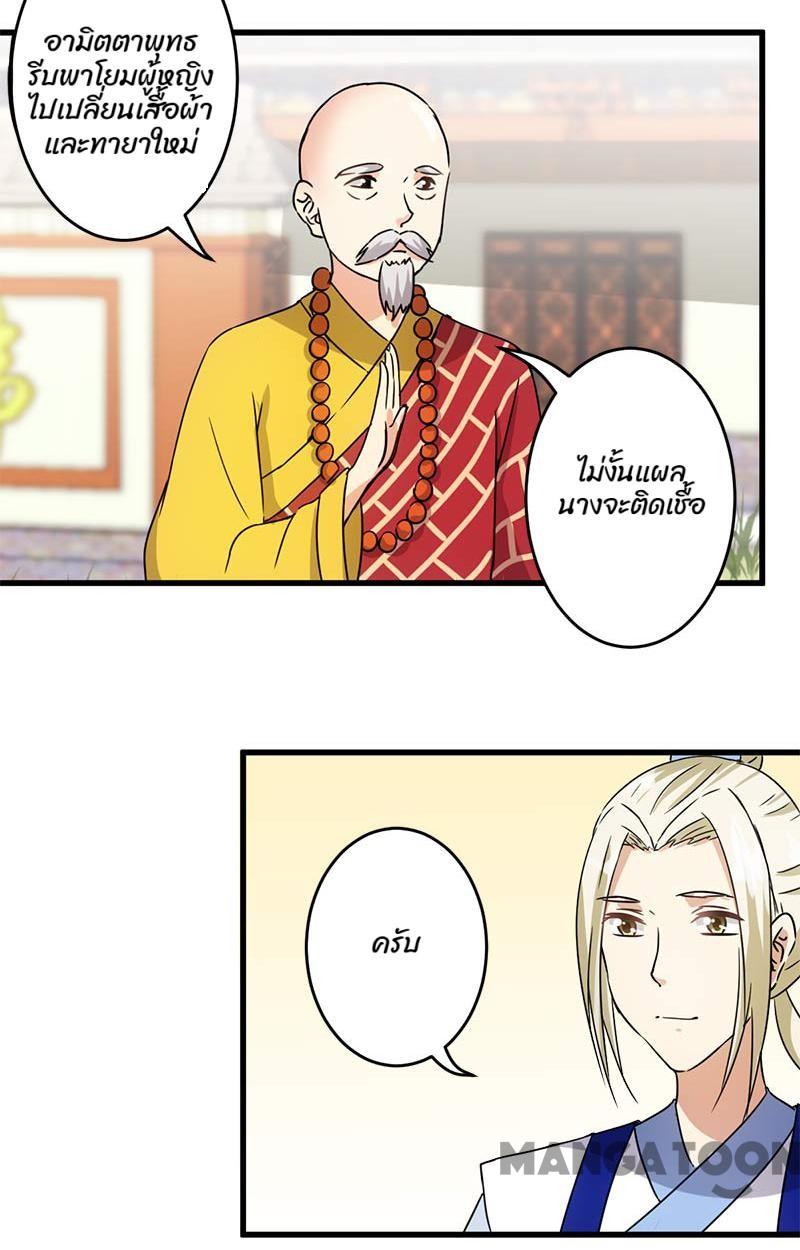 อามิตตาพุทธ
รีบพาโยมผู้หญิง
ไปเปลี่ยนเสื้อผ้า
และทายาใหม่
ไม่งั้นแผล
นางจะติดเชื้อ
ครับ
MANGATOON